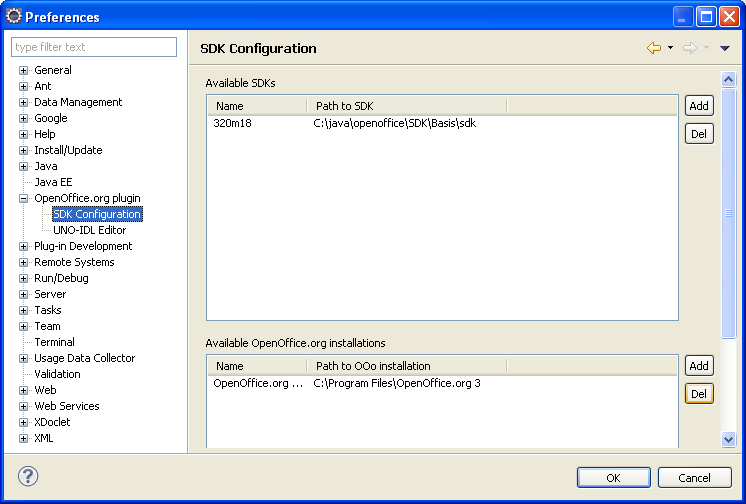 Preferences
type filter text
General
Ant
Data Management
Google
Help
Install/Update
Java
Java EE
OpenOffice.org plugin
SDK Configuration
UNO-IDL Editor
Plug-in Development
Remote Systems
Run/Debug
Server
Tasks
Team
Terminal
Usage Data Collector
Validation
Web
Web Services
XDoclet
XML
SDK Configuration
Available SDKs
Name Path to SDK
320m18 C:\java\openoffice\SDK\Basis\sdk
Add
Del
Available OpenOffice.org installations
Name Path to OOo installation
OpenOffice.org ... C:\Program Files\OpenOffice.org 3
Add
Del
?
OK Cancel